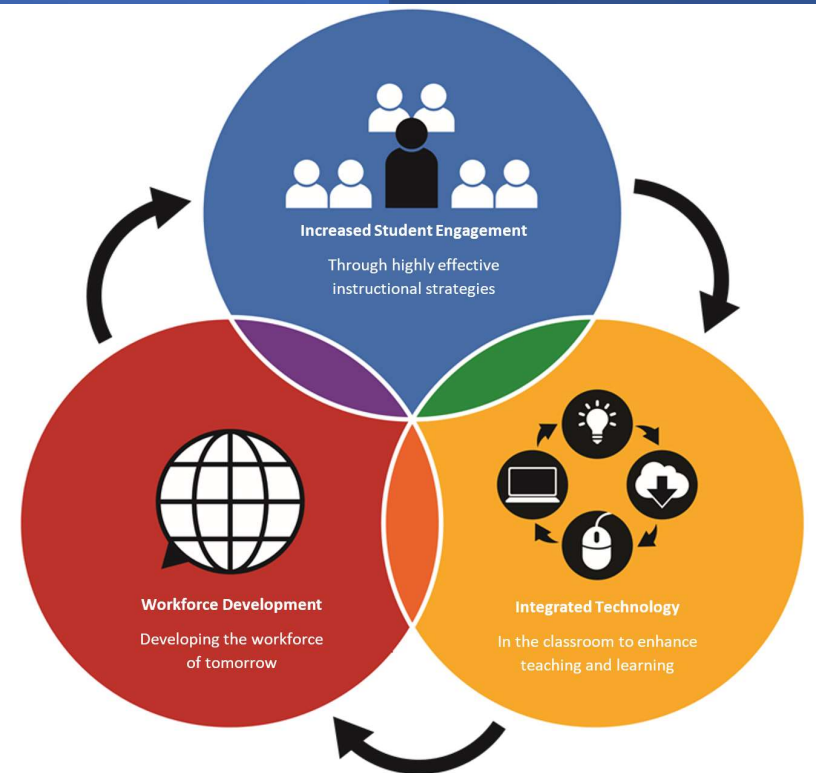 Increased Student Engagement
Through highly effective
instructional strategies
Workforce Development
Developing the workforce
of tomorrow
Integrated Technology
In the classroom to enhance
teaching and learning